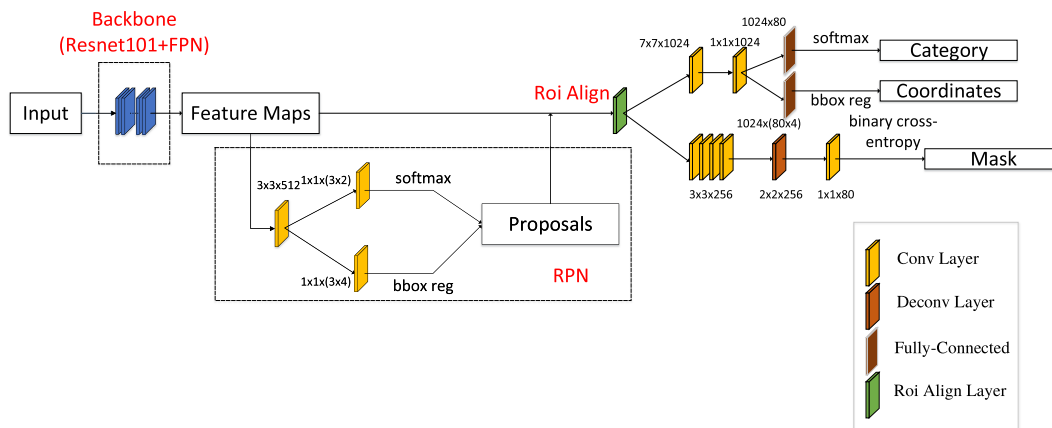 Backbone
(Resnet101+FPN)
Input
Feature Maps
Roi Align
7x7x1024
1x1x1024
1024x80
softmax
Category
bbox reg
Coordinates
1024x(80x4)
binary cross-
entropy
Mask
3x3x256
2x2x256
1x1x80
3x3x512
1x1x(3x2)
softmax
Proposals
1x1x(3x4)
bbox reg
RPN
Conv Layer
Deconv Layer
Fully-Connected
Roi Align Layer